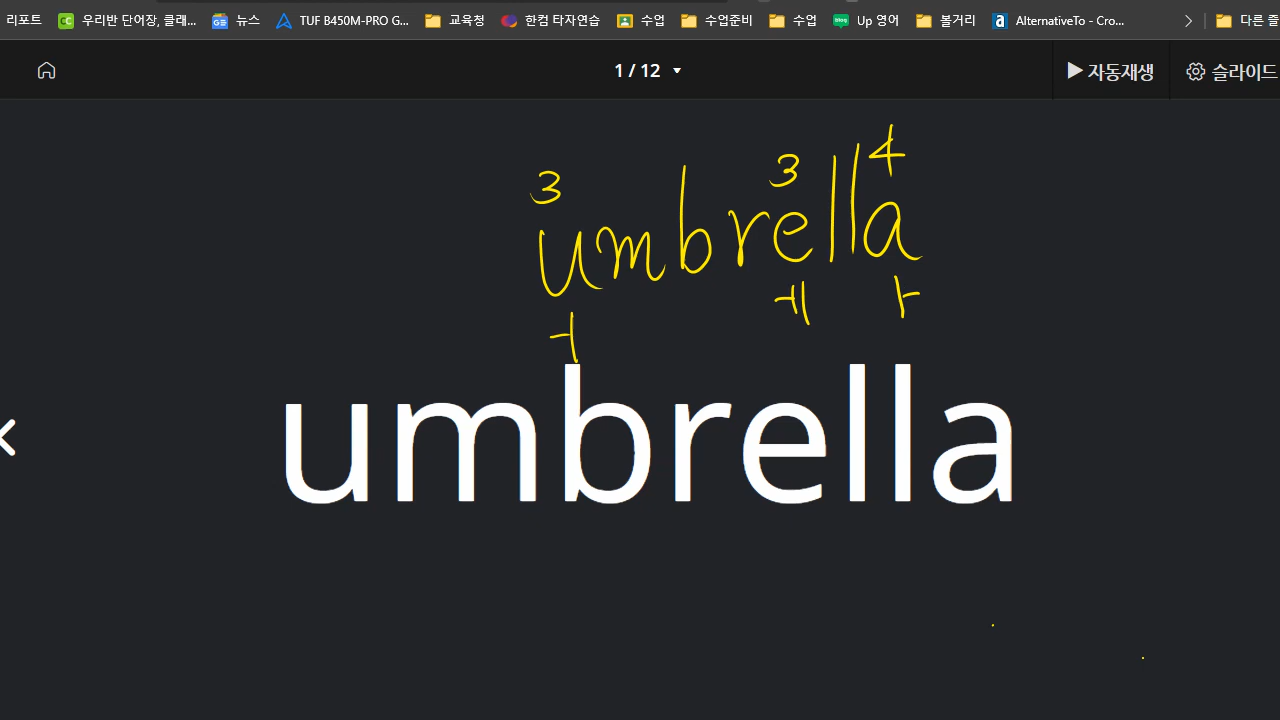 리포트 우리반 단어장, 클래... 뉴스 TUF B450M-PRO G... 교육청 한컴 타자연습 수업 수업준비 수업 Up 영어 볼거리 AlternativeTo - Cro... 다른 즐
1 / 12 자동재생 슬라이드
3 3 4
umbrella
ㅓ ㅔ ㅏ
umbrella